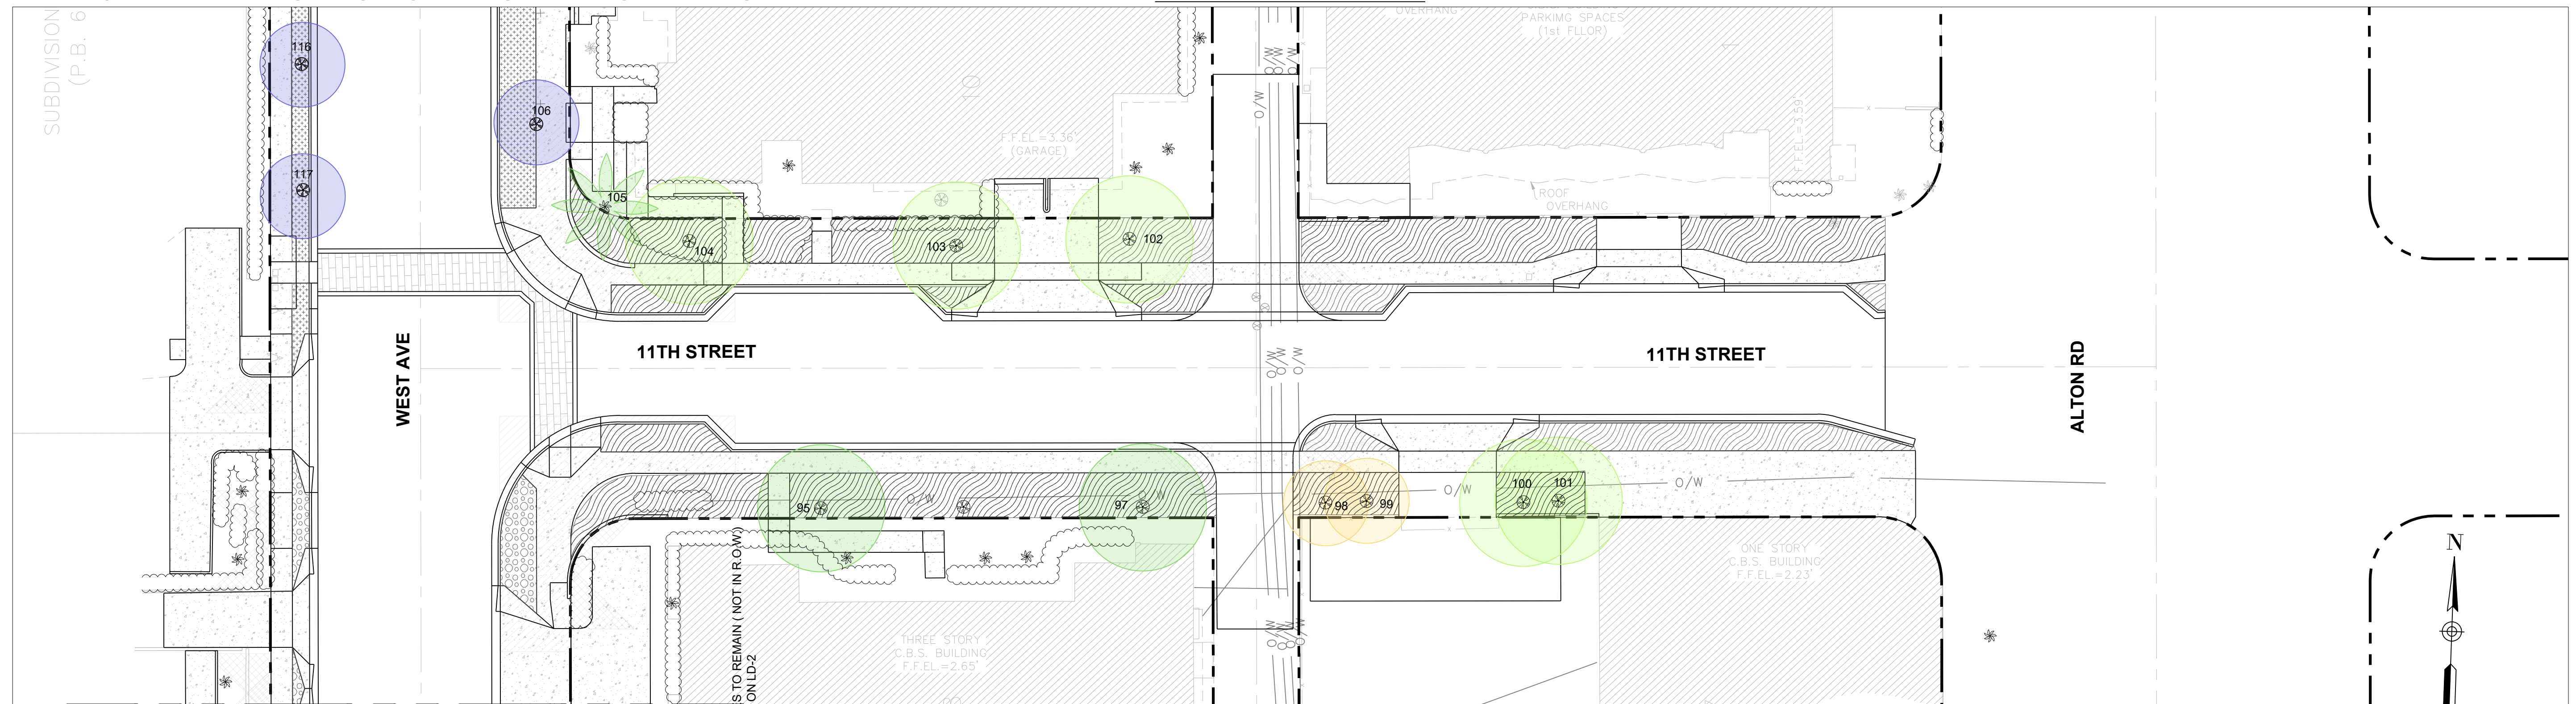 SUBDIVISION
(P.B. 6
116
117
106
105
104
103
102
F.F.EL.=3.36'
(GARAGE)
O/W
O/W
O/W
O/W
OVERHANG
PARKIMG SPACES
(1st FLLOR)
F.F.EL.=3.59'
ROOF
OVERHANG
WEST AVE
11TH STREET
O/W
O/W
O/W
11TH STREET
ALTON RD
95
O/W
97
O/W
98
99
O/W
100
101
O/W
S TO REMAIN ( NOT IN R.O.W)
ON LD-2
THREE STORY
C.B.S. BUILDING
F.F.EL.=2.65'
O/W
O/W
O/W
O/W
ONE STORY
C.B.S. BUILDING
F.F.EL.=2.23'
N